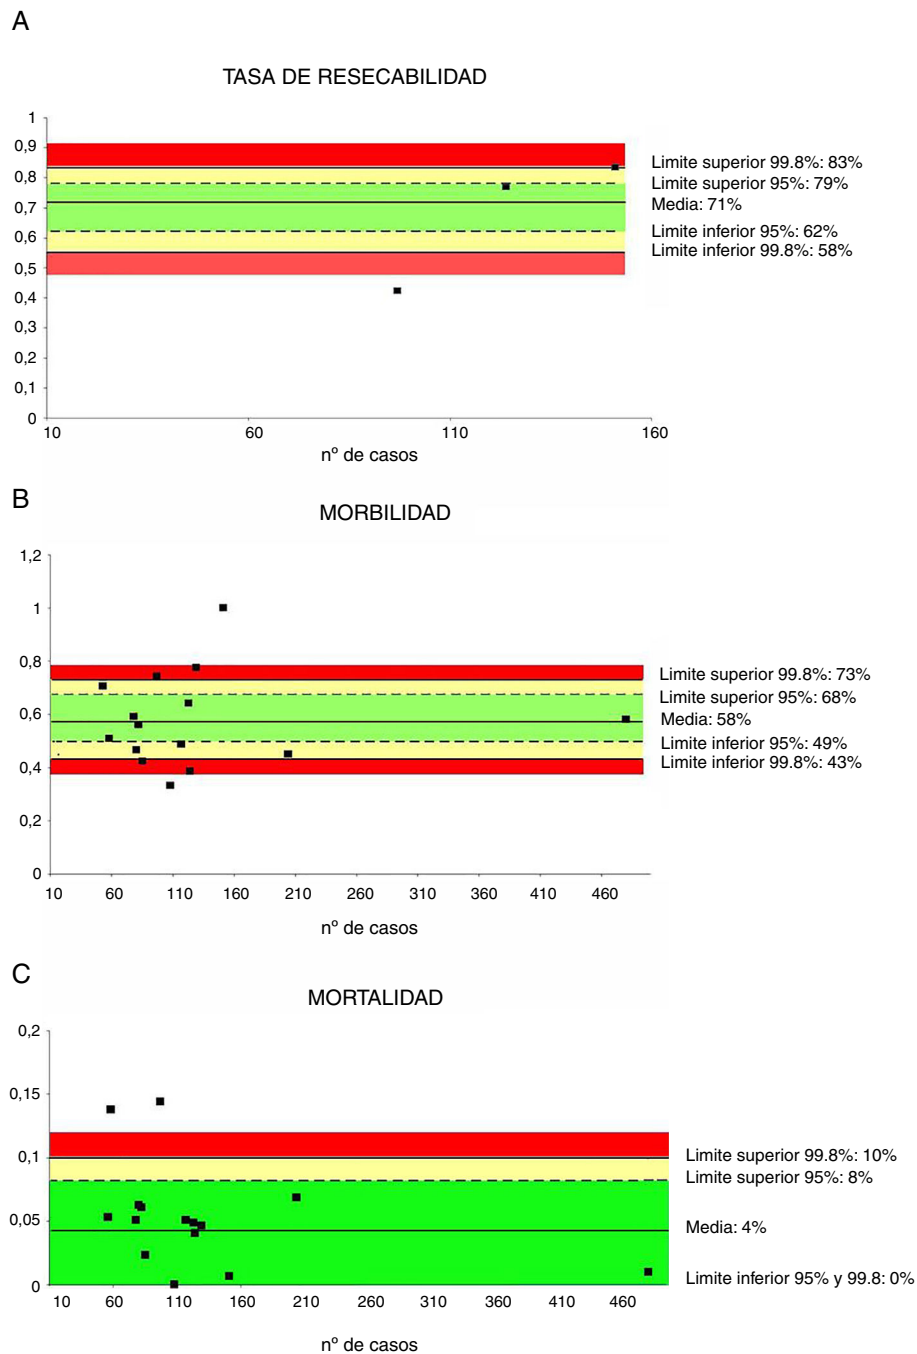 A
TASA DE RESECABILIDAD
1
0,9
0,8
0,7
0,6
0,5
0,4
0,3
0,2
0,1
0
10 60 110 160
nº de casos
Limite superior 99.8%: 83%
Limite superior 95%: 79%
Media: 71%
Limite inferior 95%: 62%
Limite inferior 99.8%: 58%
B
MORBILIDAD
1,2
1
0,8
0,6
0,4
0,2
0
10 60 110 160 210 260 310 360 410 460
nº de casos
Limite superior 99.8%: 73%
Limite superior 95%: 68%
Media: 58%
Limite inferior 95%: 49%
Limite inferior 99.8%: 43%
C
MORTALIDAD
0,2
0,15
0,1
0,05
0
10 60 110 160 210 260 310 360 410 460
nº de casos
Limite superior 99.8%: 10%
Limite superior 95%: 8%
Media: 4%
Limite inferior 95% y 99.8: 0%